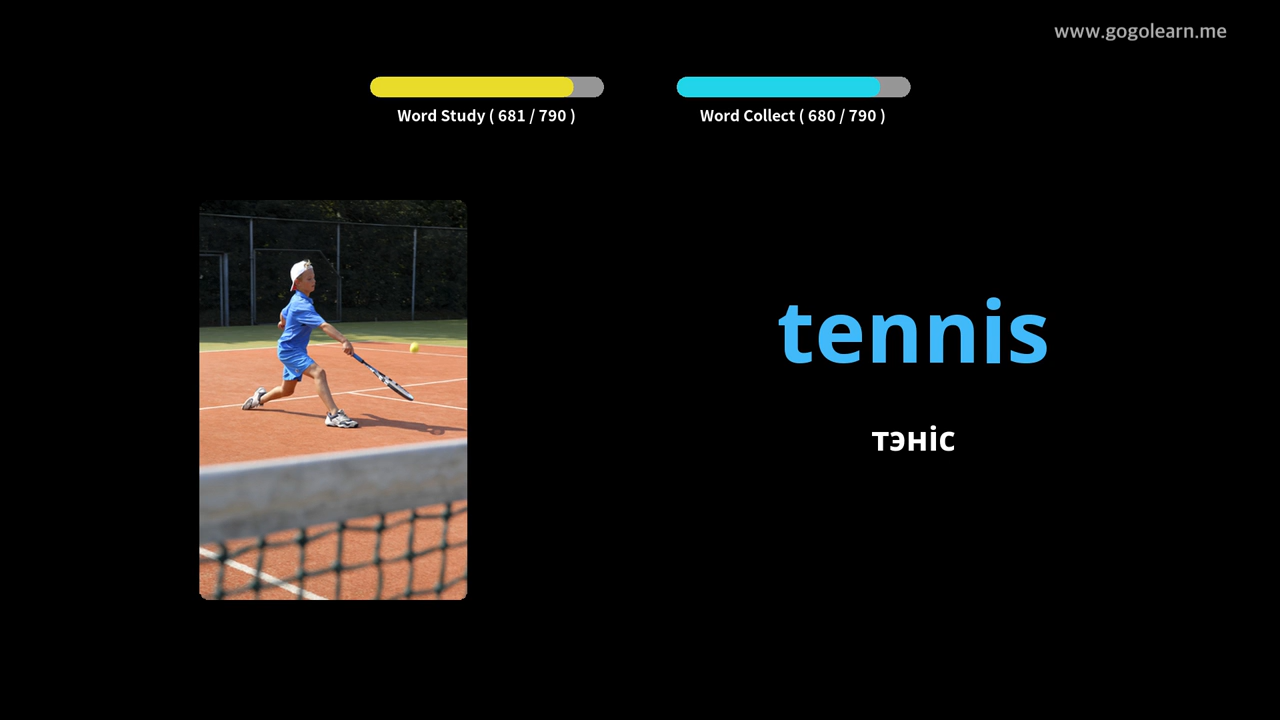 www.gogolearn.me
Word Study ( 681 / 790 )
Word Collect ( 680 / 790 )
tennis
тэніс